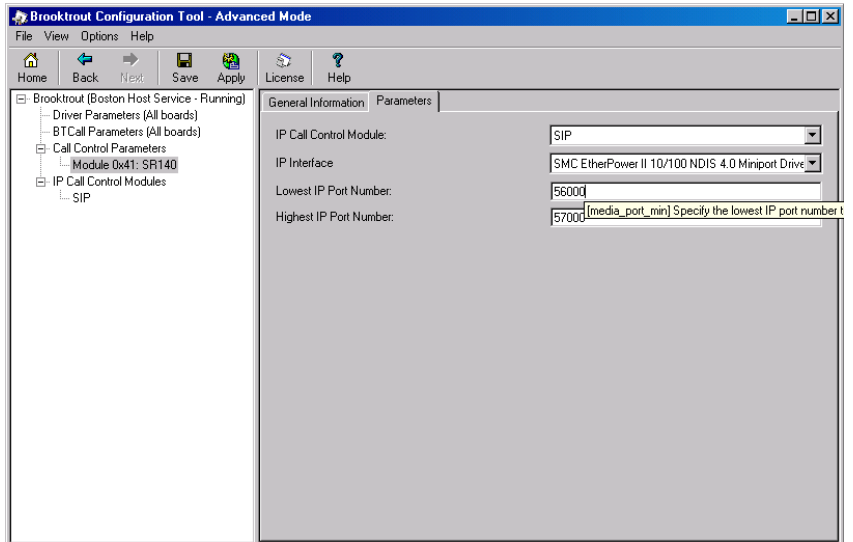 Brooktrout Configuration Tool - Advanced Mode
File View Options Help
Home Back Next Save Apply License Help
Brooktrout (Boston Host Service - Running)
Driver Parameters (All boards)
BTCall Parameters (All boards)
Call Control Parameters
Module 0x41: SR140
IP Call Control Modules
SIP
General Information Parameters
IP Call Control Module: SIP
IP Interface SMC EtherPower II 10/100 NDIS 4.0 Miniport Drive
Lowest IP Port Number: 56000
[media_port_min] Specify the lowest IP port number t
Highest IP Port Number: 57000